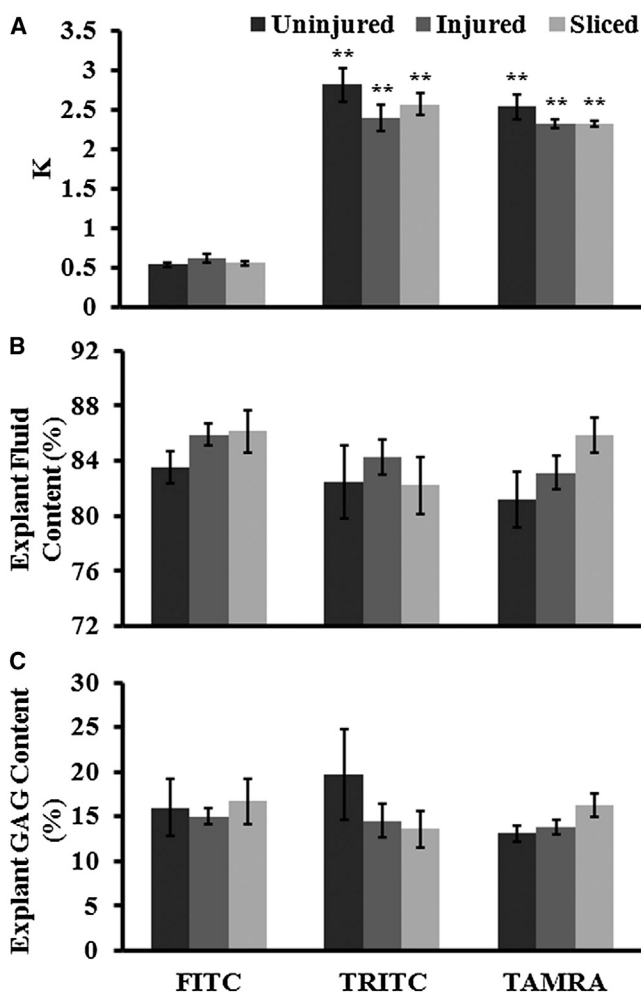 A
Uninjured Injured Sliced
3.5
3
2.5
2
1.5
1
0.5
0
K
** ** ** ** ** **
B
92
88
84
80
76
72
Explant Fluid
Content (%)
C
30
25
20
15
10
5
0
Explant GAG Content
(%)
FITC TRITC TAMRA